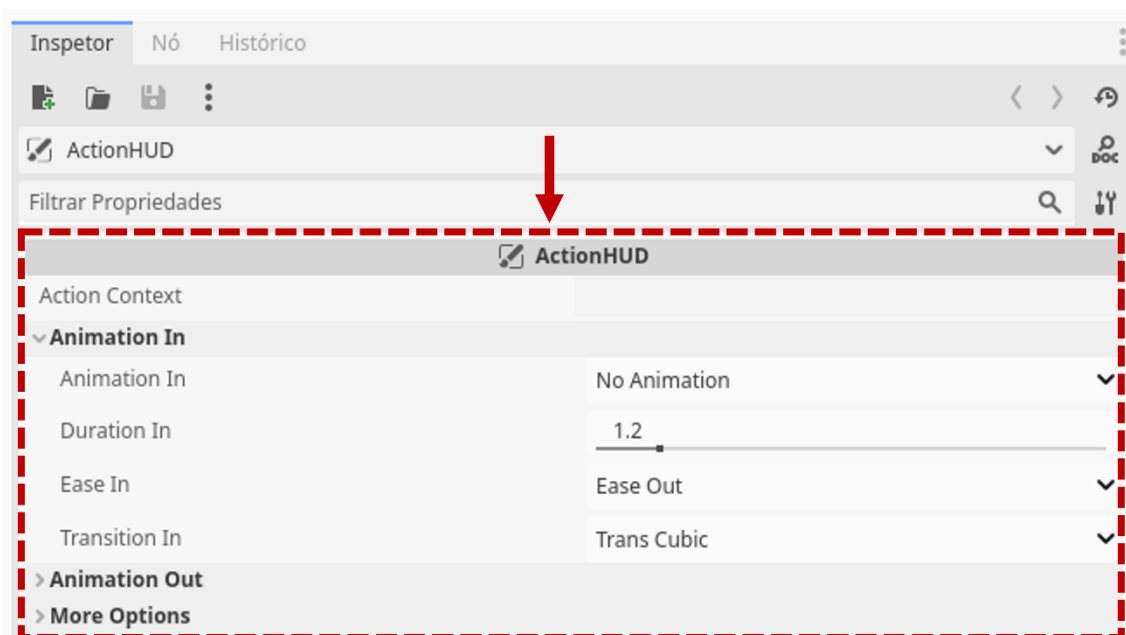 Inspetor Nó Histórico
ActionHUD
DOC
Filtrar Propriedades
ActionHUD
Action Context
Animation In
Animation In No Animation
Duration In 1.2
Ease In Ease Out
Transition In Trans Cubic
Animation Out
More Options